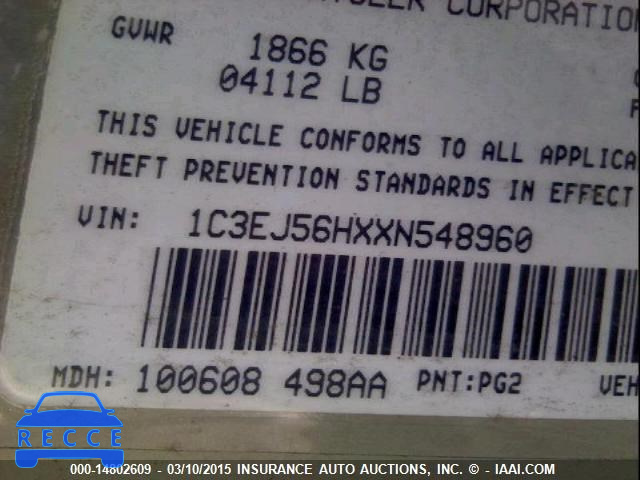 CORPORATION
GVWR
1866 KG
04112 LB
THIS VEHICLE CONFORMS TO ALL APPLICA
THEFT PREVENTION STANDARDS IN EFFECT
VIN: 1C3EJ56HXXN548960
MDH: 100608 498AA PNT:PG2 VEH
RECCE
000-14802609 - 03/10/2015 INSURANCE AUTO AUCTIONS, INC. - © IAAI.COM